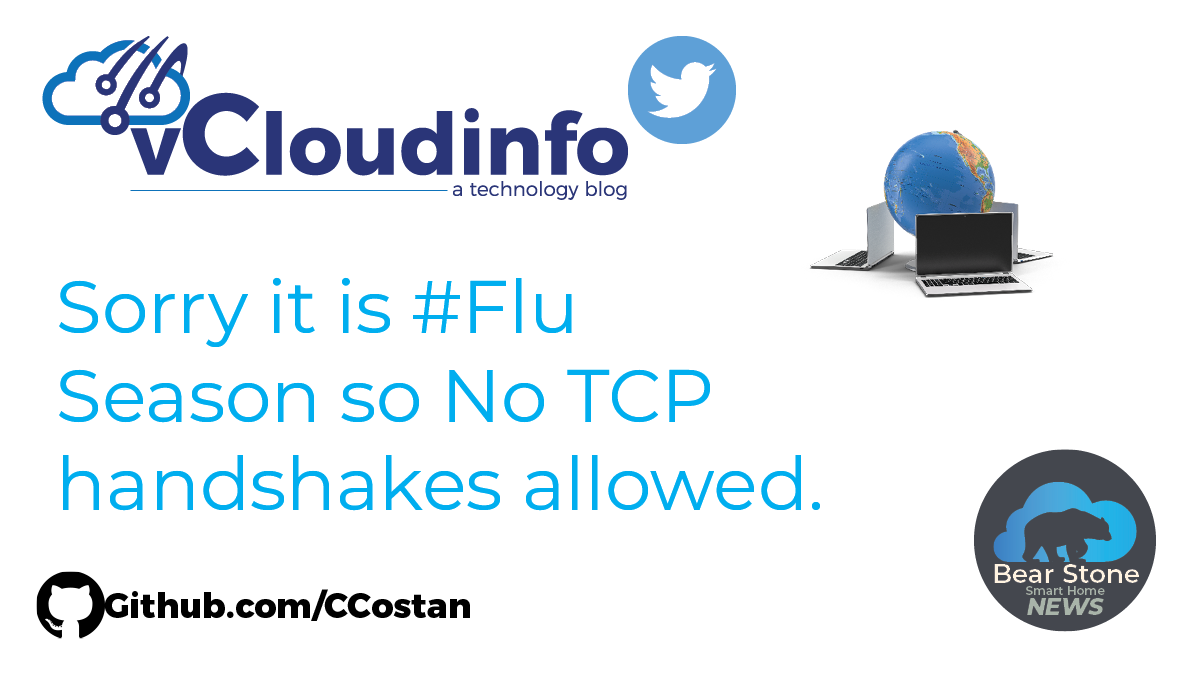 vCloudinfo
a technology blog
Sorry it is #Flu
Season so No TCP
handshakes allowed.
Github.com/CCostan
Bear Stone
Smart Home
NEWS